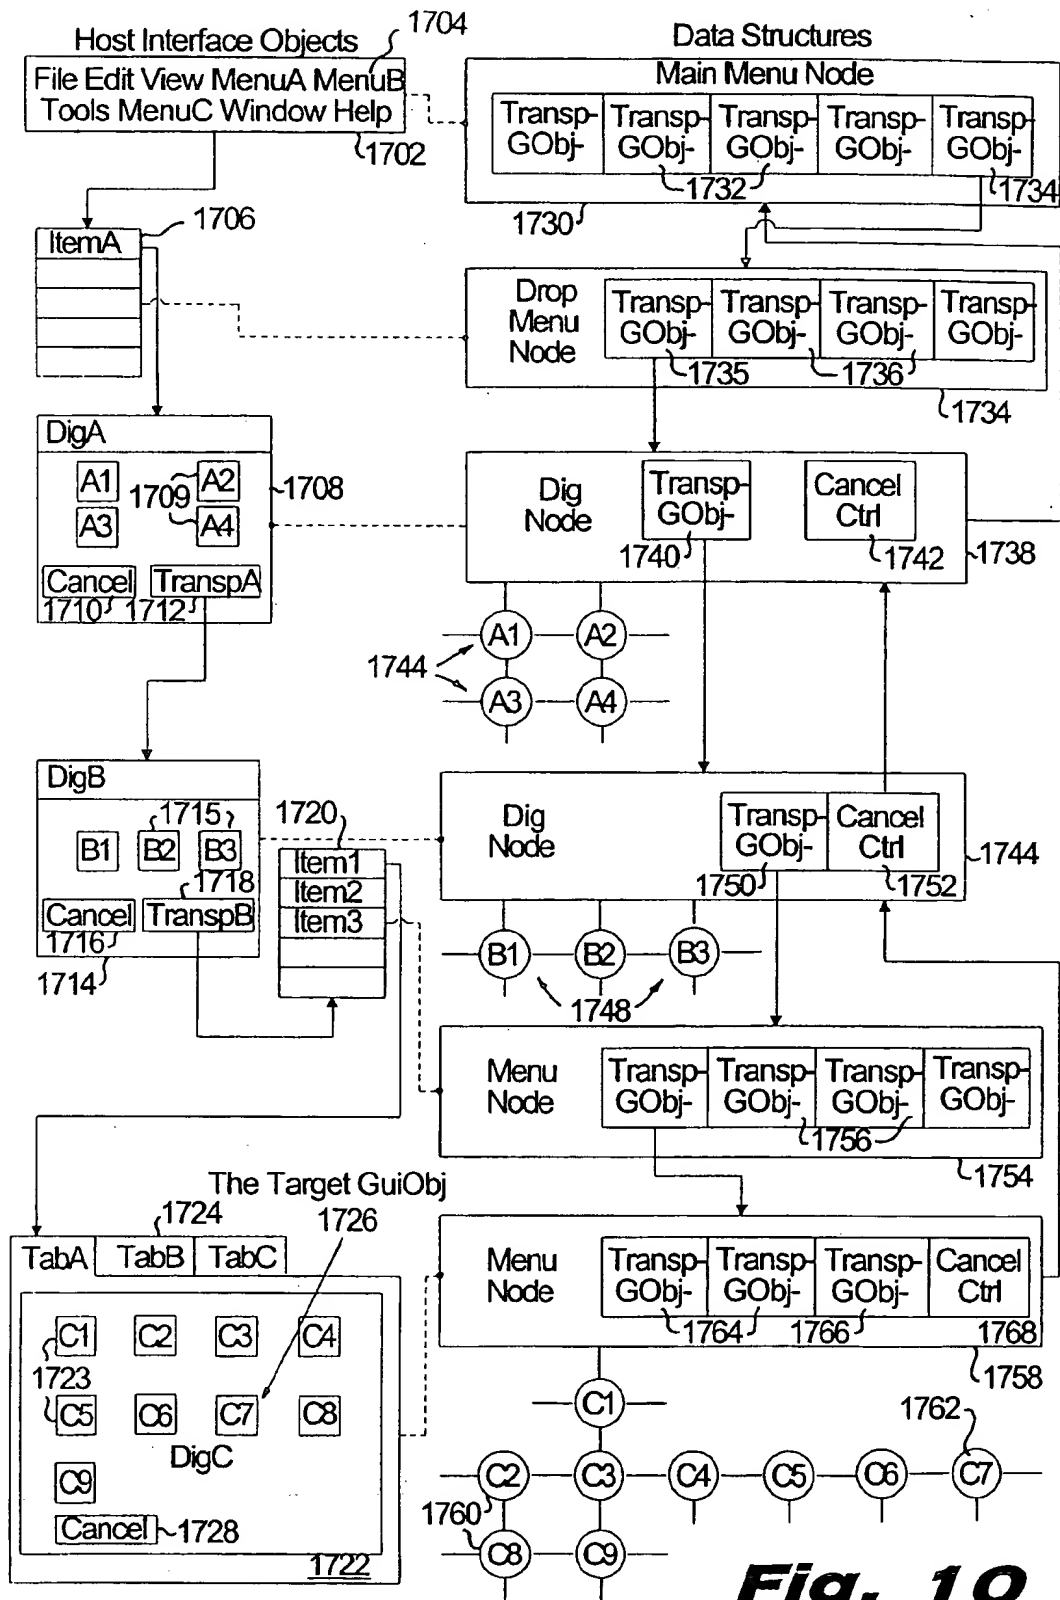 Host Interface Objects
1704
File Edit View MenuA MenuB
Tools MenuC Window Help
1702
1706
ItemA
DigA
A1
A2
1709
A3
A4
1708
Cancel
TranspA
1710
1712
DigB
1715
B1
B2
B3
1718
Cancel
TranspB
1716
1714
1720
Item1
Item2
Item3
The Target GuiObj
1724
1726
TabA
TabB
TabC
C1
C2
C3
C4
1723
C5
C6
C7
C8
DigC
C9
Cancel
1728
1722
Data Structures
Main Menu Node
Transp-
GObj-
Transp-
GObj-
Transp-
GObj-
Transp-
GObj-
Transp-
GObj-
1732
1734
1730
Drop
Menu
Node
Transp-
GObj-
Transp-
GObj-
Transp-
GObj-
Transp-
GObj-
1735
1736
1734
Dig
Node
Transp-
GObj-
Cancel
Ctrl
1740
1742
1738
A1
A2
1744
A3
A4
Dig
Node
Transp-
GObj-
Cancel
Ctrl
1744
1750
1752
B1
B2
B3
1748
Menu
Node
Transp-
GObj-
Transp-
GObj-
Transp-
GObj-
Transp-
GObj-
1756
1754
Menu
Node
Transp-
GObj-
Transp-
GObj-
Transp-
GObj-
Cancel
Ctrl
1764
1766
1768
1758
C1
1762
C2
C3
C4
C5
C6
C7
1760
C8
C9
Fig. 10